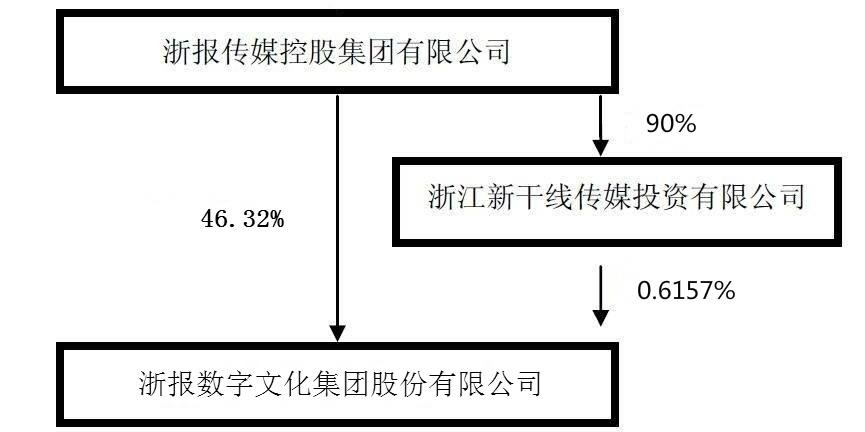 浙报传媒控股集团有限公司
90%
浙江新干线传媒投资有限公司
46.32%
0.6157%
浙报数字文化集团股份有限公司